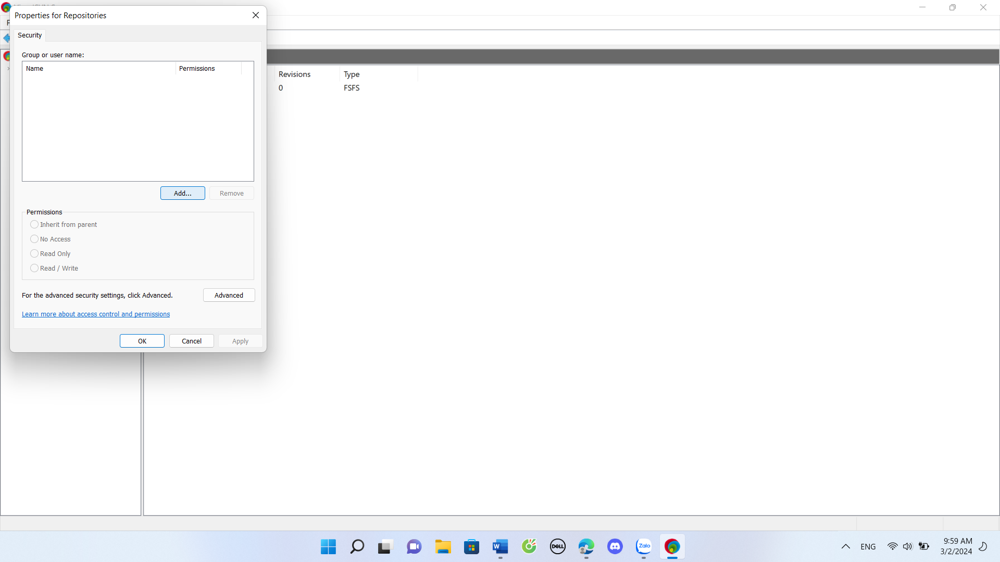 Properties for Repositories
Security
Group or user name:
Name Permissions
Revisions Type
0 FSFS
Add... Remove
Permissions
Inherit from parent
No Access
Read Only
Read / Write
For the advanced security settings, click Advanced. Advanced
Learn more about access control and permissions
OK Cancel Apply
W
DELL
Zalo
ENG
9:59 AM
3/2/2024